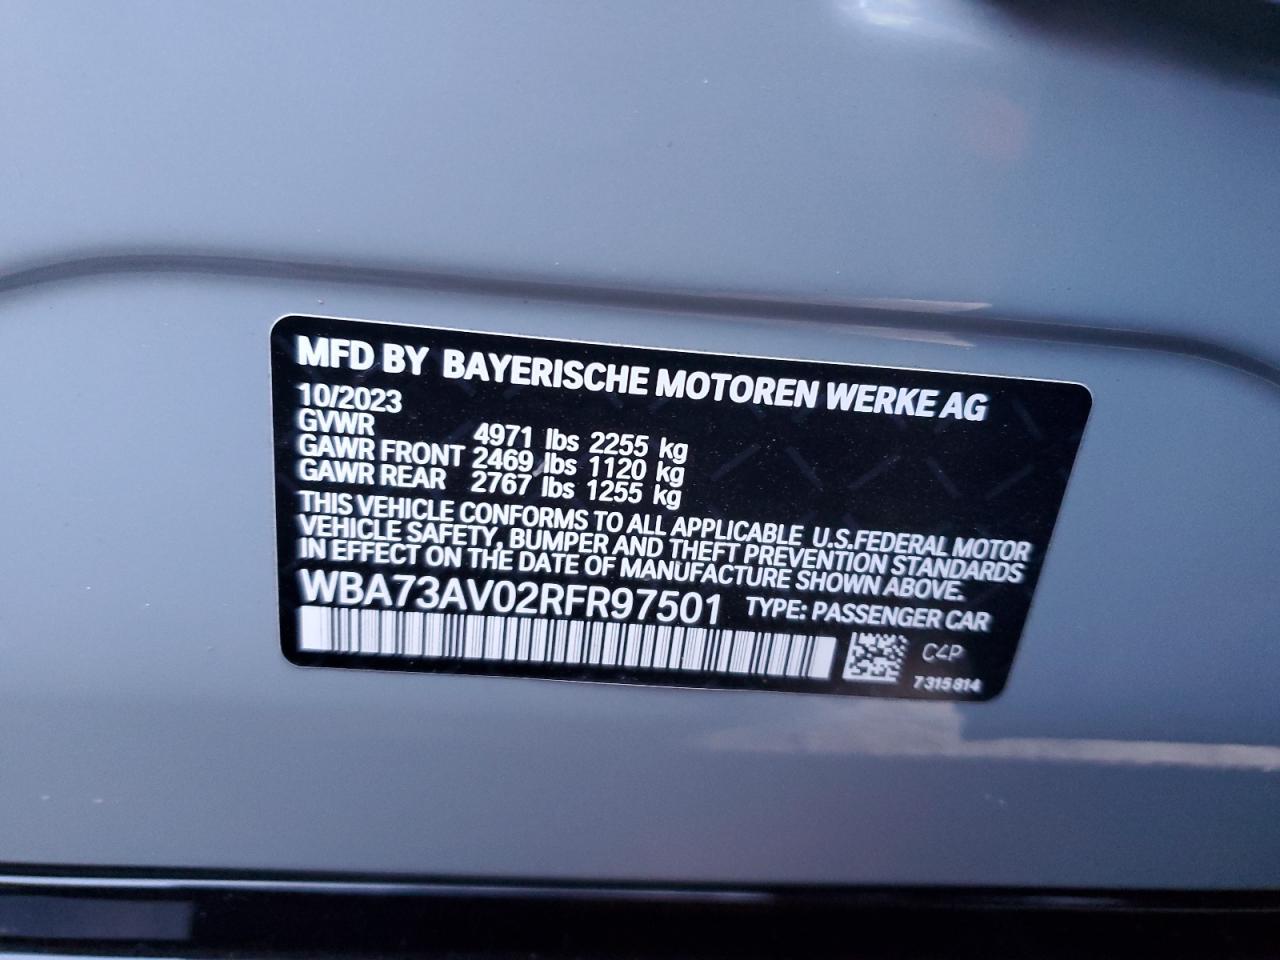 MFD BY BAYERISCHE MOTOREN WERKE AG
10/2023
GVWR 4971 lbs 2255 kg
GAWR FRONT 2469 lbs 1120 kg
GAWR REAR 2767 lbs 1255 kg
THIS VEHICLE CONFORMS TO ALL APPLICABLE U.S.FEDERAL MOTOR
VEHICLE SAFETY, BUMPER AND THEFT PREVENTION STANDARDS
IN EFFECT ON THE DATE OF MANUFACTURE SHOWN ABOVE.
WBA73AV02RFR97501 TYPE: PASSENGER CAR
C4P
7315814